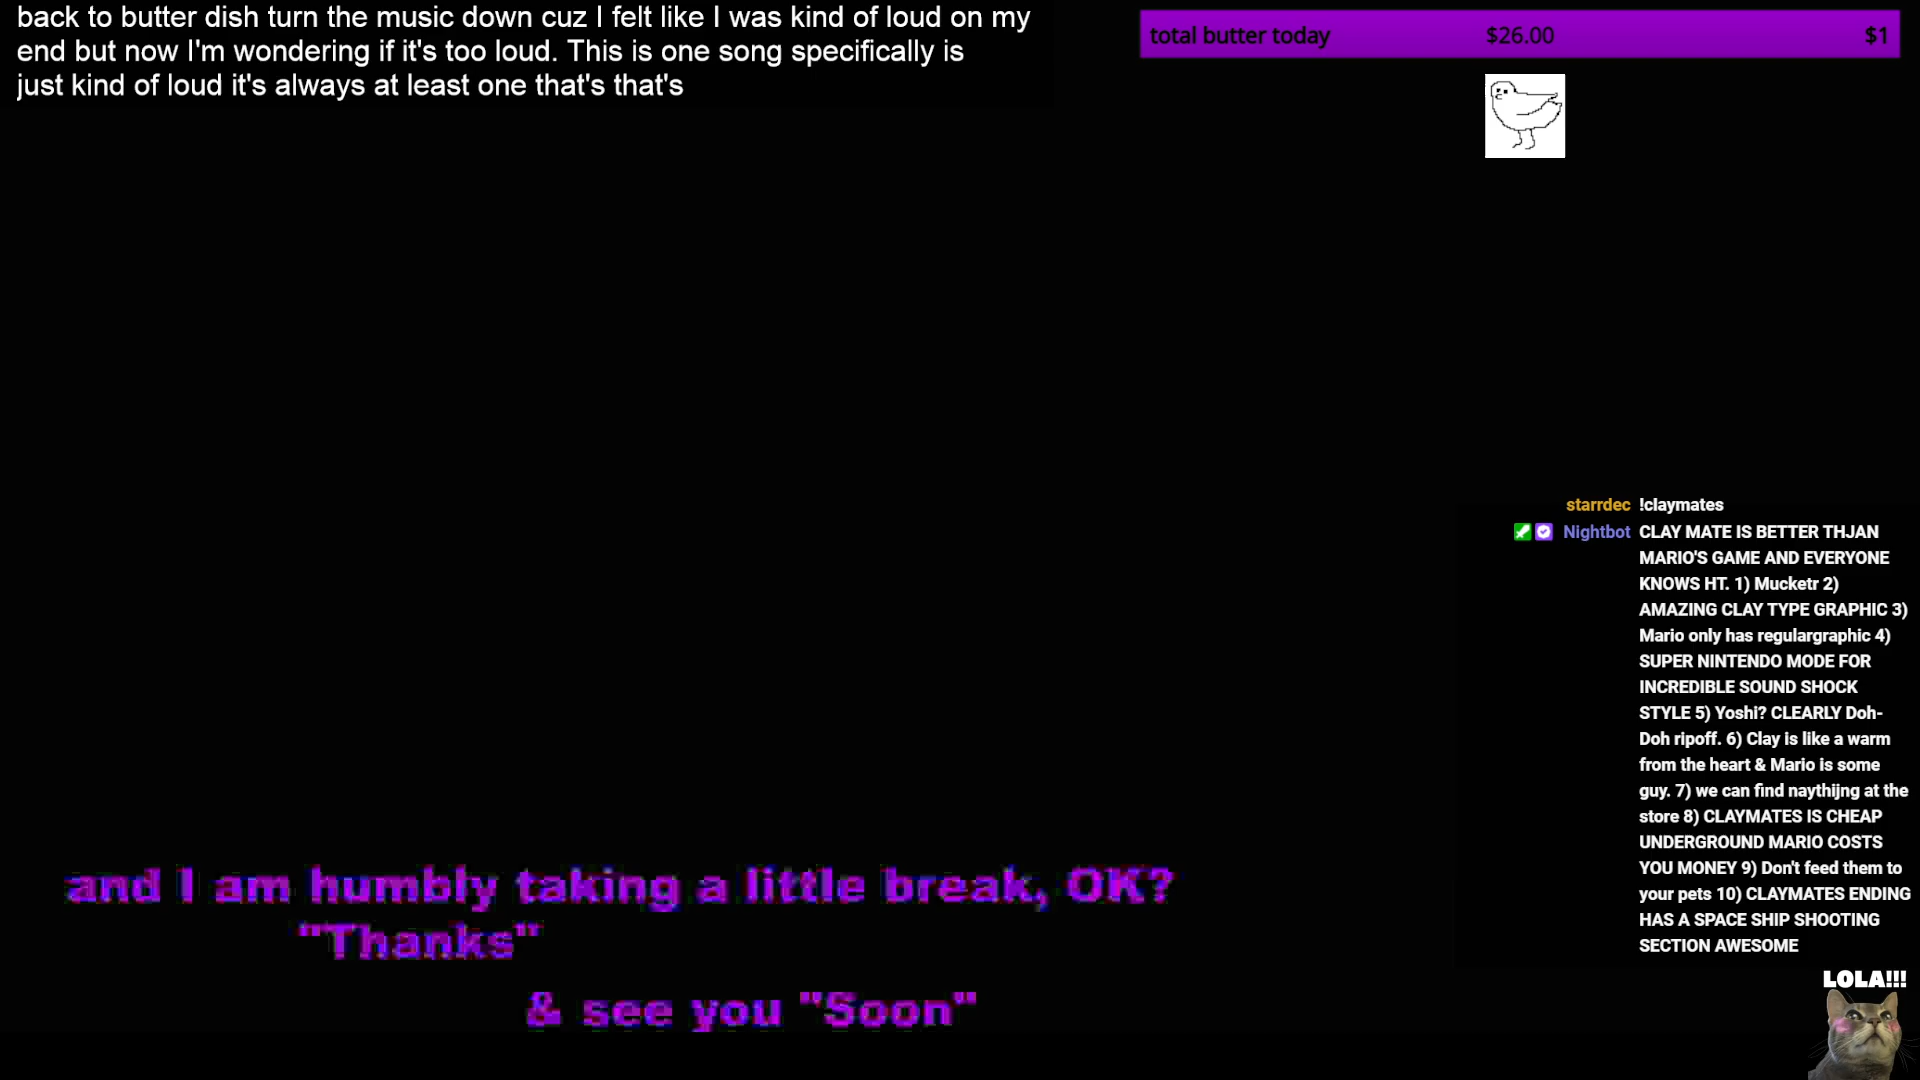 back to butter dish turn the music down cuz I felt like I was kind of loud on my
end but now I'm wondering if it's too loud. This is one song specifically is
just kind of loud it's always at least one that's that's
total butter today $26.00 $1
starrdec !claymates
Nightbot CLAY MATE IS BETTER THJAN
MARIO'S GAME AND EVERYONE
KNOWS HT. 1) Mucketr 2)
AMAZING CLAY TYPE GRAPHIC 3)
Mario only has regulargraphic 4)
SUPER NINTENDO MODE FOR
INCREDIBLE SOUND SHOCK
STYLE 5) Yoshi? CLEARLY Doh-
Doh ripoff. 6) Clay is like a warm
from the heart & Mario is some
guy. 7) we can find naythijng at the
store 8) CLAYMATES IS CHEAP
UNDERGROUND MARIO COSTS
YOU MONEY 9) Don't feed them to
your pets 10) CLAYMATES ENDING
HAS A SPACE SHIP SHOOTING
SECTION AWESOME
and I am humbly taking a little break, OK?
"Thanks"
& see you "Soon"
LOLA!!!